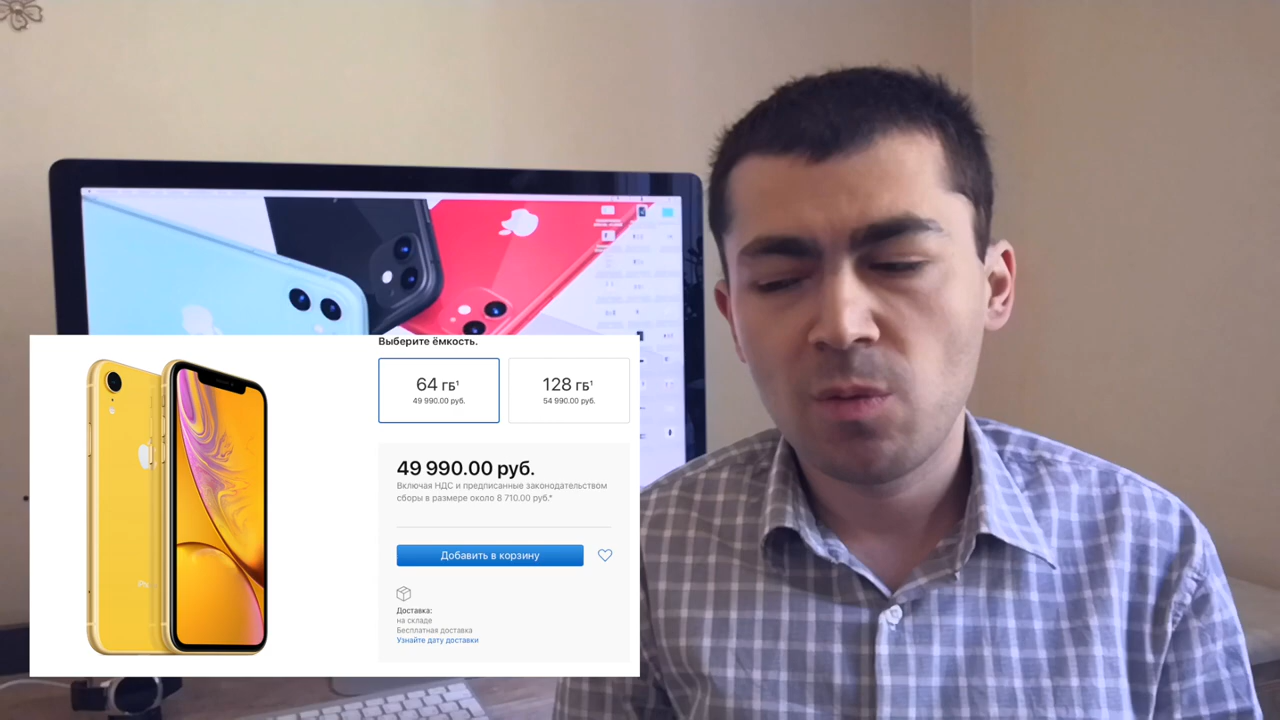 Выберите ёмкость.
64 ГБ¹
49 990.00 руб.
128 ГБ¹
54 990.00 руб.
49 990.00 руб.
Включая НДС и предписанные законодательством
сборы в размере около 8 710.00 руб.*
Добавить в корзину
Доставка:
на складе
Бесплатная доставка
Узнайте дату доставки